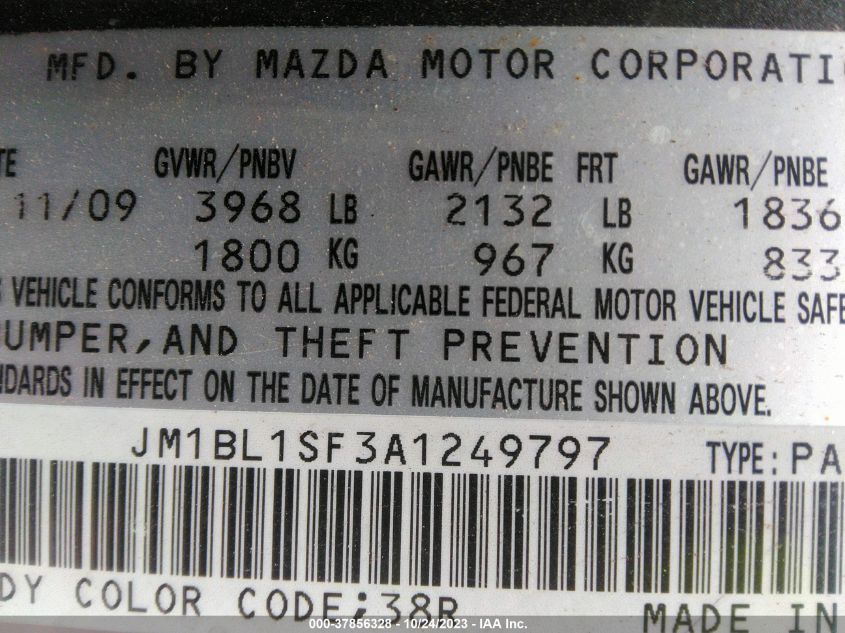 MFD. BY MAZDA MOTOR CORPORATI
TE GVWR/PNBV GAWR/PNBE FRT GAWR/PNBE
11/09 3968 LB 2132 LB 1836
1800 KG 967 KG 833
S VEHICLE CONFORMS TO ALL APPLICABLE FEDERAL MOTOR VEHICLE SAFE
UMPER,AND THEFT PREVENTION
NDARDS IN EFFECT ON THE DATE OF MANUFACTURE SHOWN ABOVE.
JM1BL1SF3A1249797 TYPE:PA
DY COLOR CODE:38R
MADE IN
000-37856328 - 10/24/2023 - IAA Inc.